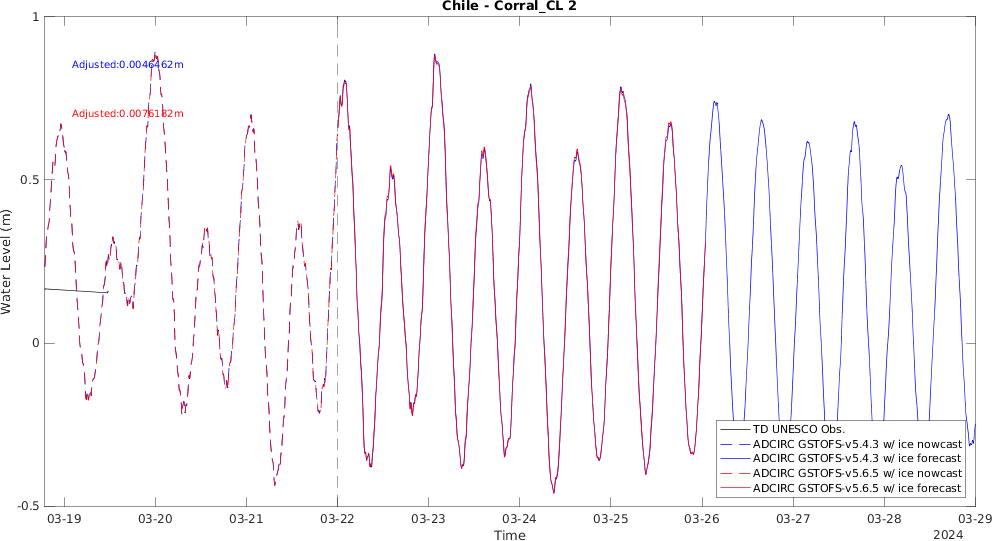 Chile - Corral_CL 2
1
Adjusted:0.0046462m
Adjusted:0.0076182m
0.5
0
-0.5
Water Level (m)
TD UNESCO Obs.
ADCIRC GSTOFS-v5.4.3 w/ ice nowcast
ADCIRC GSTOFS-v5.4.3 w/ ice forecast
ADCIRC GSTOFS-v5.6.5 w/ ice nowcast
ADCIRC GSTOFS-v5.6.5 w/ ice forecast
03-19 03-20 03-21 03-22 03-23 03-24 03-25 03-26 03-27 03-28 03-29
Time
2024